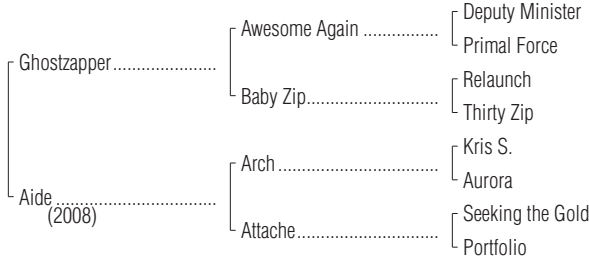 Deputy Minister
Awesome Again ................
Primal Force
Ghostzapper......................
Relaunch
Baby Zip............................
Thirty Zip
Kris S.
Arch ..................................
Aurora
Aide ..................................
(2008)
Seeking the Gold
Attache..............................
Portfolio